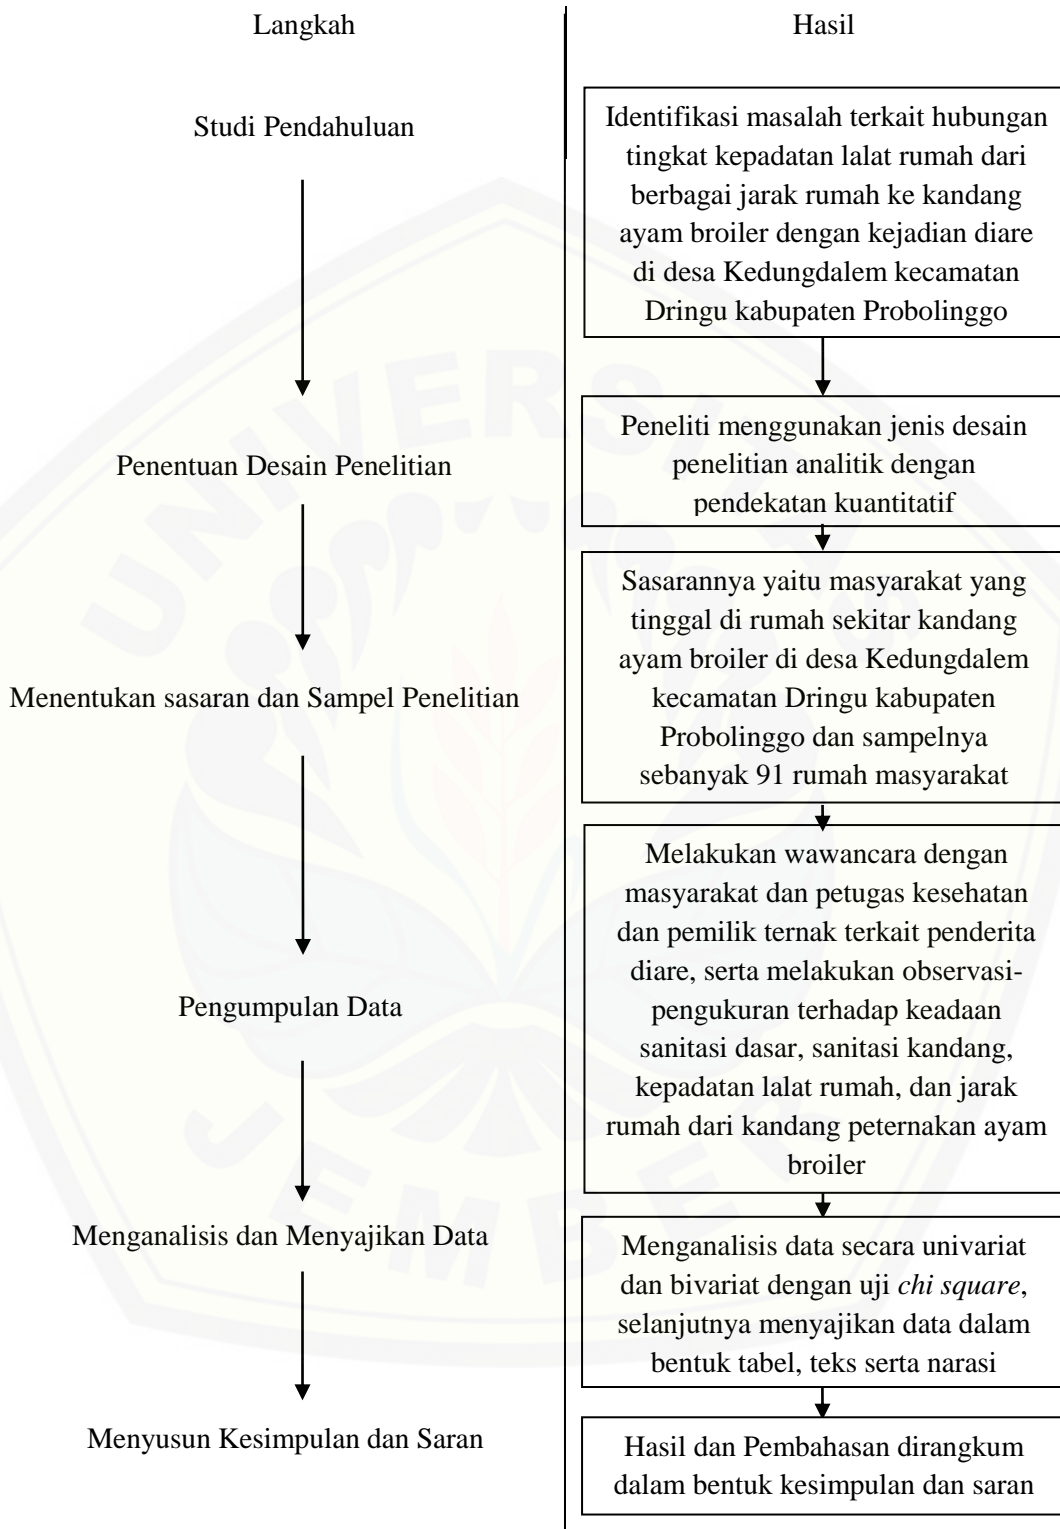 Langkah
Hasil
Studi Pendahuluan
Identifikasi masalah terkait hubungan
tingkat kepadatan lalat rumah dari
berbagai jarak rumah ke kandang
ayam broiler dengan kejadian diare
di desa Kedungdalem kecamatan
Dringu kabupaten Probolinggo
Penentuan Desain Penelitian
Peneliti menggunakan jenis desain
penelitian analitik dengan
pendekatan kuantitatif
Menentukan sasaran dan Sampel Penelitian
Sasarannya yaitu masyarakat yang
tinggal di rumah sekitar kandang
ayam broiler di desa Kedungdalem
kecamatan Dringu kabupaten
Probolinggo dan sampelnya
sebanyak 91 rumah masyarakat
Pengumpulan Data
Melakukan wawancara dengan
masyarakat dan petugas kesehatan
dan pemilik ternak terkait penderita
diare, serta melakukan observasi-
pengukuran terhadap keadaan
sanitasi dasar, sanitasi kandang,
kepadatan lalat rumah, dan jarak
rumah dari kandang peternakan ayam
broiler
Menganalisis dan Menyajikan Data
Menganalisis data secara univariat
dan bivariat dengan uji chi square,
selanjutnya menyajikan data dalam
bentuk tabel, teks serta narasi
Menyusun Kesimpulan dan Saran
Hasil dan Pembahasan dirangkum
dalam bentuk kesimpulan dan saran
UNIVERSITAS
JEMBER